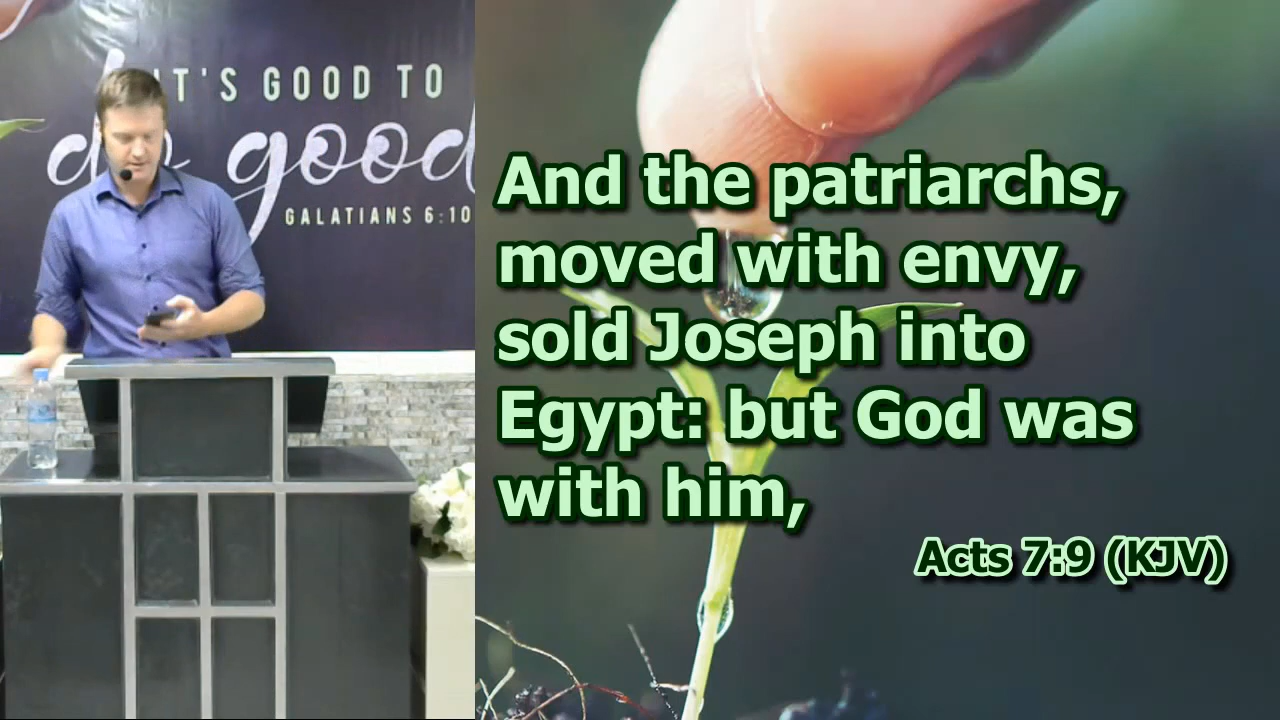 IT'S GOOD TO
do good
GALATIANS 6:10
And the patriarchs,
moved with envy,
sold Joseph into
Egypt: but God was
with him,
Acts 7:9 (KJV)